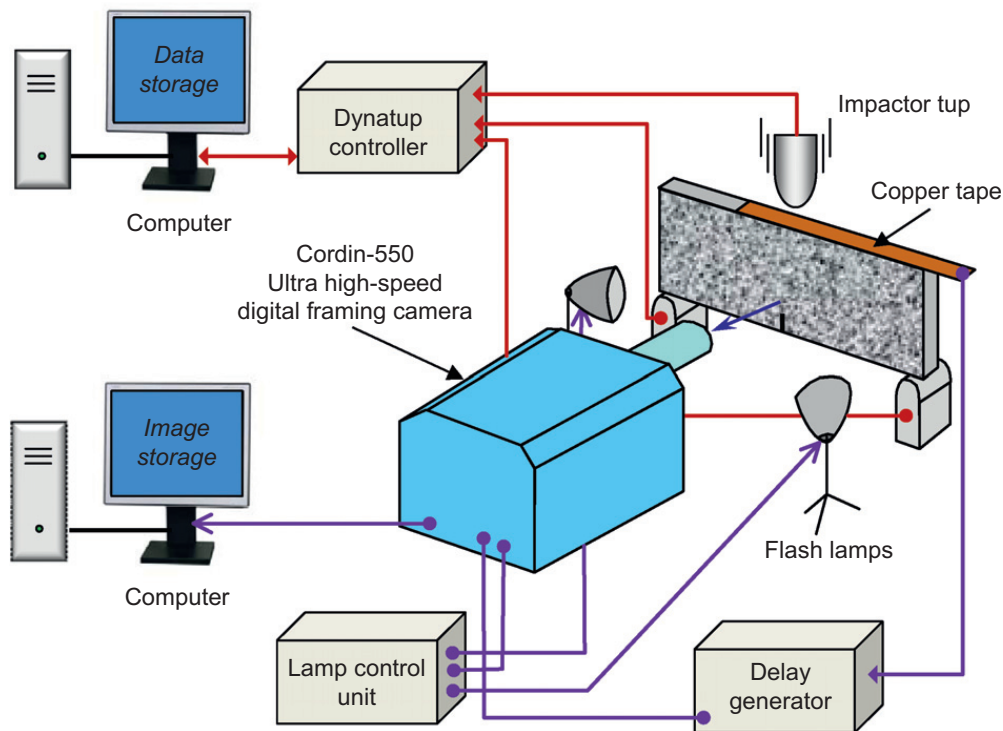 Data
storage
Dynatup
controller
Impactor tup
Copper tape
Computer
Cordin-550
Ultra high-speed
digital framing camera
Image
storage
Flash lamps
Computer
Lamp control
unit
Delay
generator